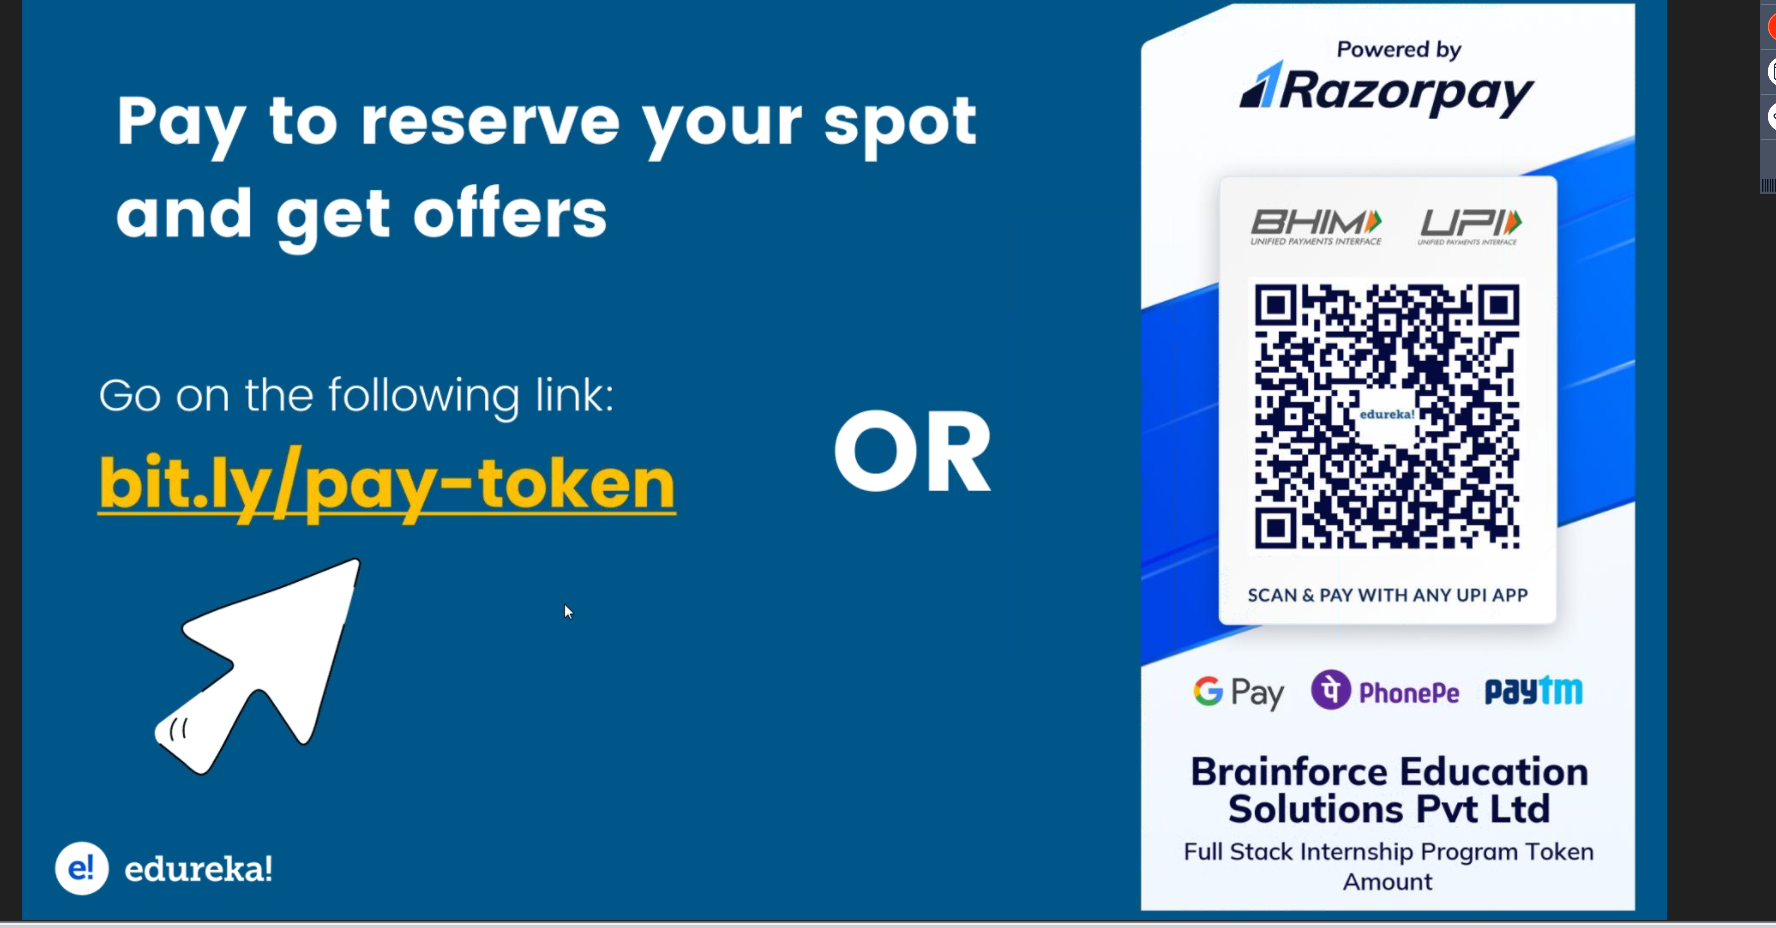 Pay to reserve your spot
and get offers
Go on the following link:
bit.ly/pay-token
OR
e! edureka!
Powered by
Razorpay
BHIM UPI
UNIFIED PAYMENTS INTERFACE UNIFIED PAYMENTS INTERFACE
edureka!
SCAN & PAY WITH ANY UPI APP
G Pay पे PhonePe paytm
Brainforce Education
Solutions Pvt Ltd
Full Stack Internship Program Token
Amount